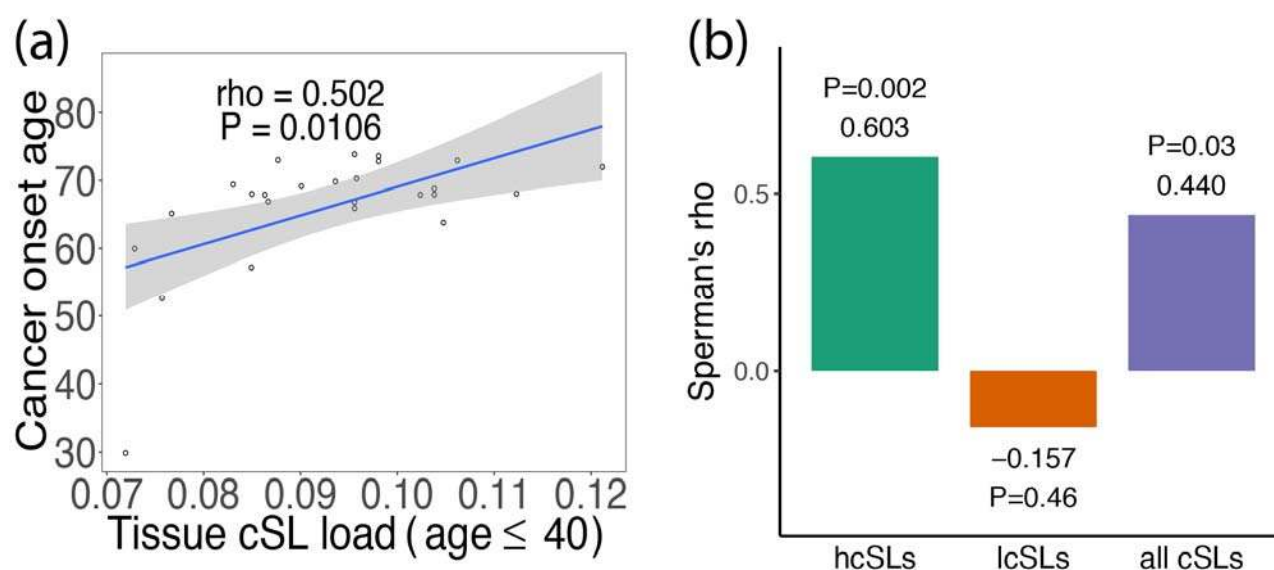 (a)
rho = 0.502
P = 0.0106
Cancer onset age
80
70
60
50
40
30
0.07 0.08 0.09 0.10 0.11 0.12
Tissue cSL load (age ≤ 40)
(b)
P=0.002
0.603
P=0.03
0.440
Sperman's rho
0.5
0.0
−0.157
P=0.46
hcSLs lcSLs all cSLs